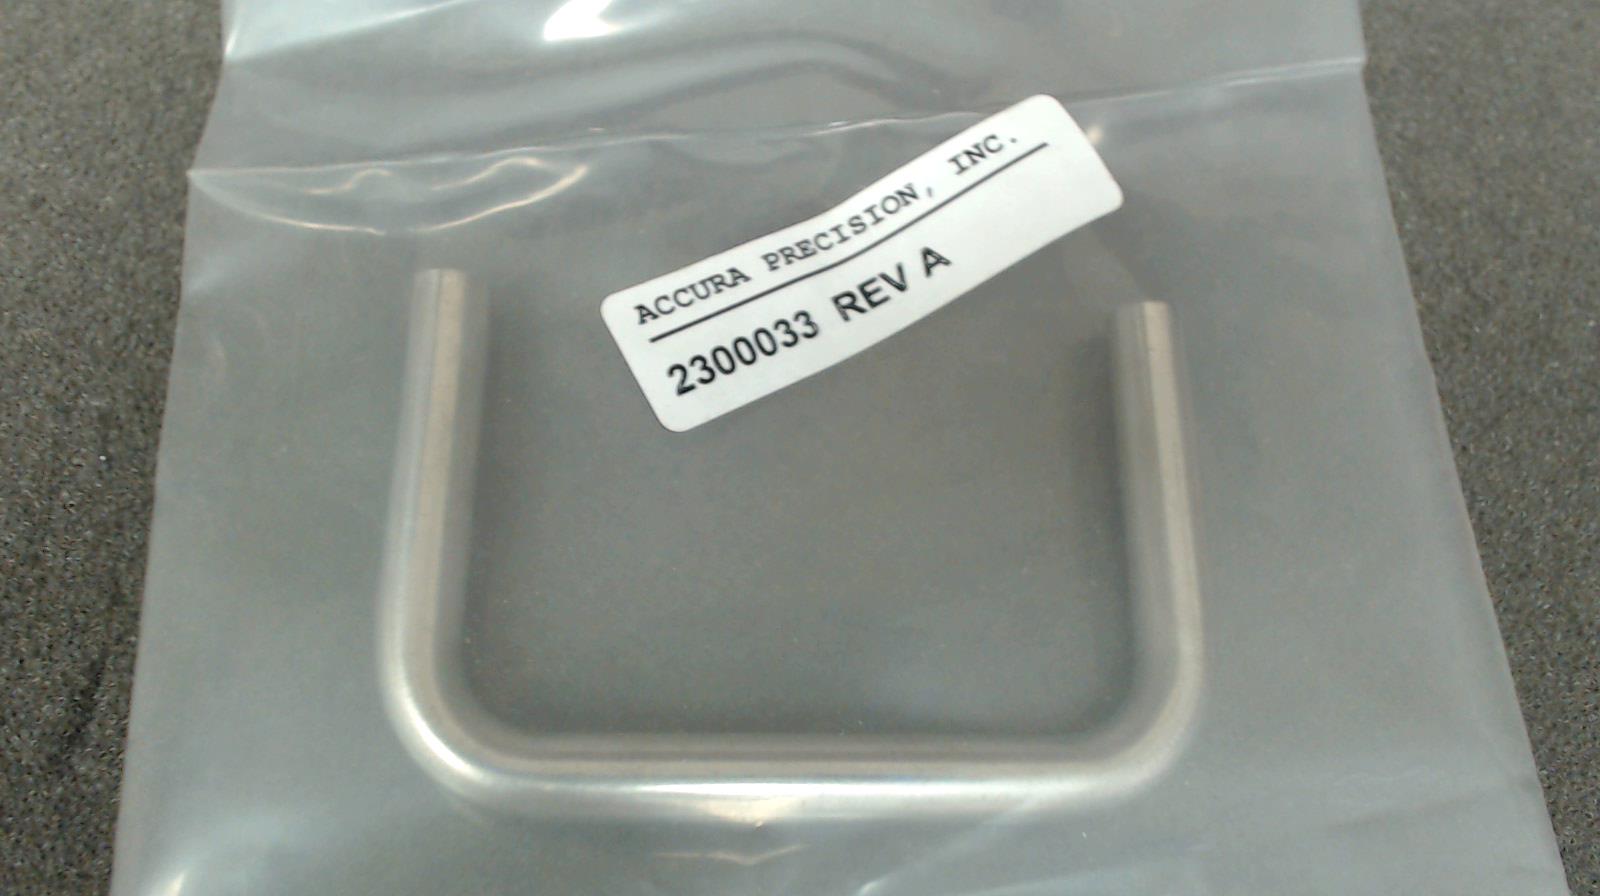 ACCURA PRECISION, INC.
2300033 REV A